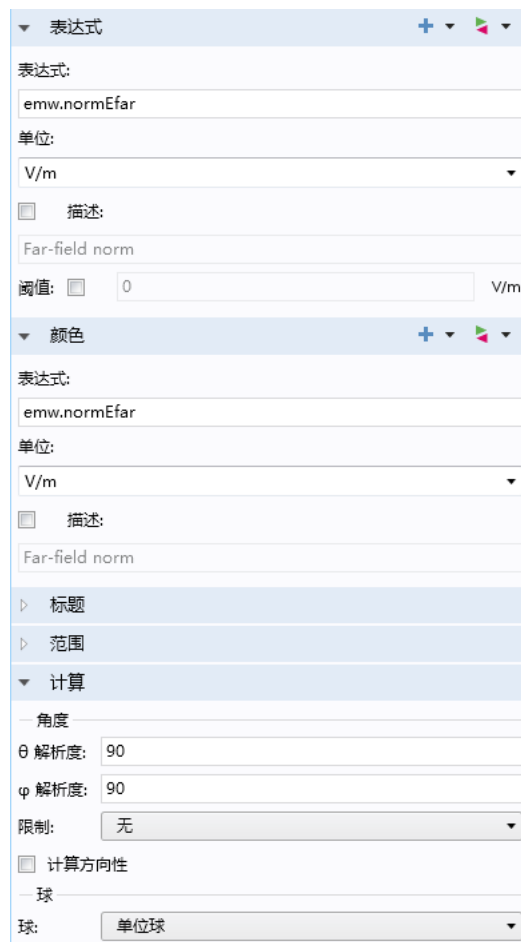 表达式
表达式:
emw.normEfar
单位:
V/m
描述:
Far-field norm
阈值: 0 V/m
颜色
表达式:
emw.normEfar
单位:
V/m
描述:
Far-field norm
标题
范围
计算
角度
θ 解析度: 90
φ 解析度: 90
限制: 无
计算方向性
球
球: 单位球